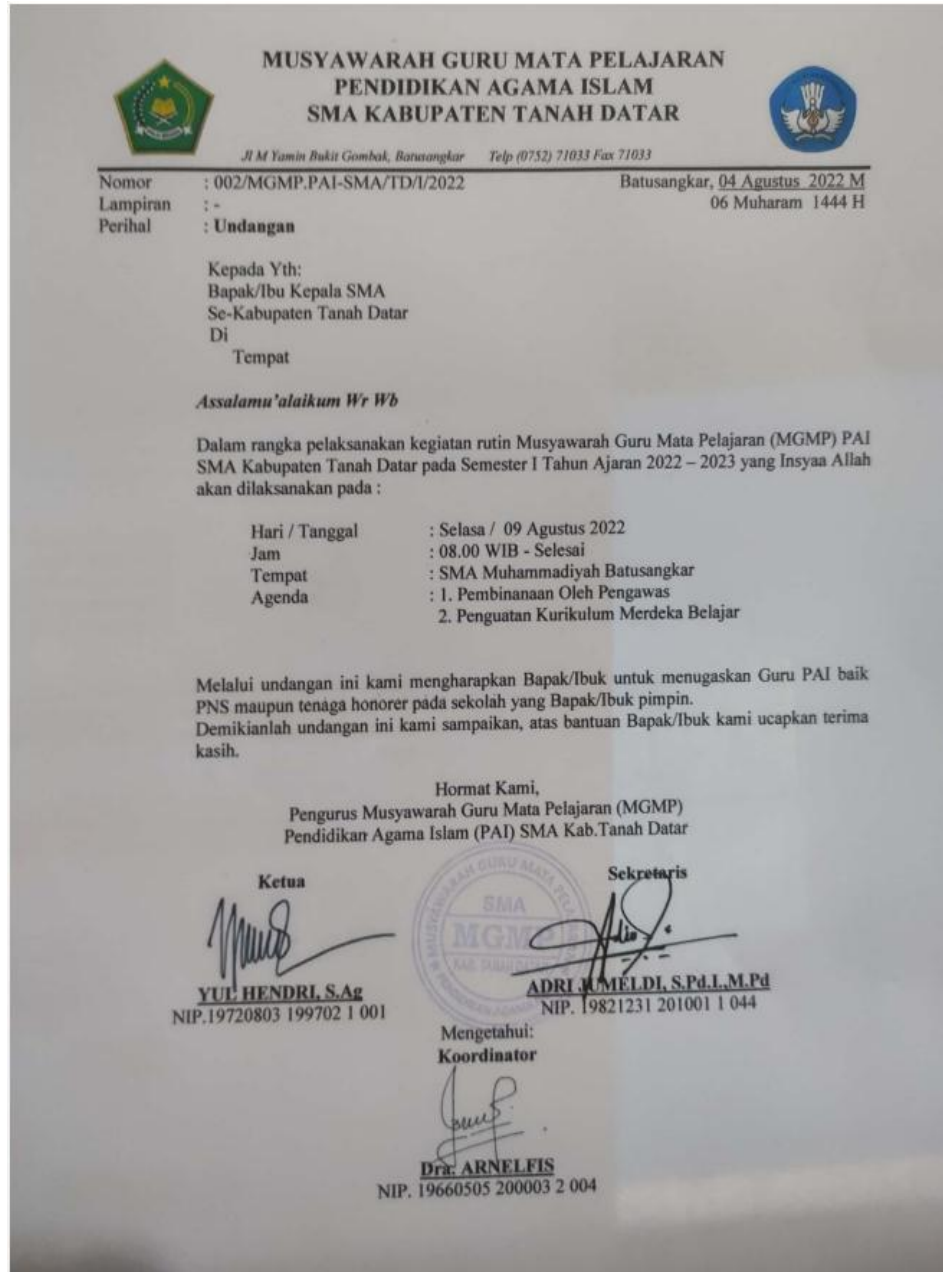 MUSYAWARAH GURU MATA PELAJARAN
PENDIDIKAN AGAMA ISLAM
SMA KABUPATEN TANAH DATAR
Jl M Yamin Bukit Gombak, Batusangkar Telp (0752) 71033 Fax 71033
Nomor : 002/MGMP.PAI-SMA/TD/I/2022 Batusangkar, 04 Agustus 2022 M
Lampiran : - 06 Muharam 1444 H
Perihal : Undangan
Kepada Yth:
Bapak/Ibu Kepala SMA
Se-Kabupaten Tanah Datar
Di
Tempat
Assalamu'alaikum Wr Wb
Dalam rangka pelaksanakan kegiatan rutin Musyawarah Guru Mata Pelajaran (MGMP) PAI
SMA Kabupaten Tanah Datar pada Semester I Tahun Ajaran 2022 – 2023 yang Insyaa Allah
akan dilaksanakan pada :
Hari / Tanggal : Selasa / 09 Agustus 2022
Jam : 08.00 WIB - Selesai
Tempat : SMA Muhammadiyah Batusangkar
Agenda : 1. Pembinanaan Oleh Pengawas
2. Penguatan Kurikulum Merdeka Belajar
Melalui undangan ini kami mengharapkan Bapak/Ibuk untuk menugaskan Guru PAI baik
PNS maupun tenaga honorer pada sekolah yang Bapak/Ibuk pimpin.
Demikianlah undangan ini kami sampaikan, atas bantuan Bapak/Ibuk kami ucapkan terima
kasih.
Hormat Kami,
Pengurus Musyawarah Guru Mata Pelajaran (MGMP)
Pendidikan Agama Islam (PAI) SMA Kab.Tanah Datar
Ketua Sekretaris
SMA
MGMP
YUL HENDRI, S.Ag ADRI JUMELDI, S.Pd.I.,M.Pd
NIP.19720803 199702 1 001 NIP. 19821231 201001 1 044
Mengetahui:
Koordinator
Dra. ARNELFIS
NIP. 19660505 200003 2 004